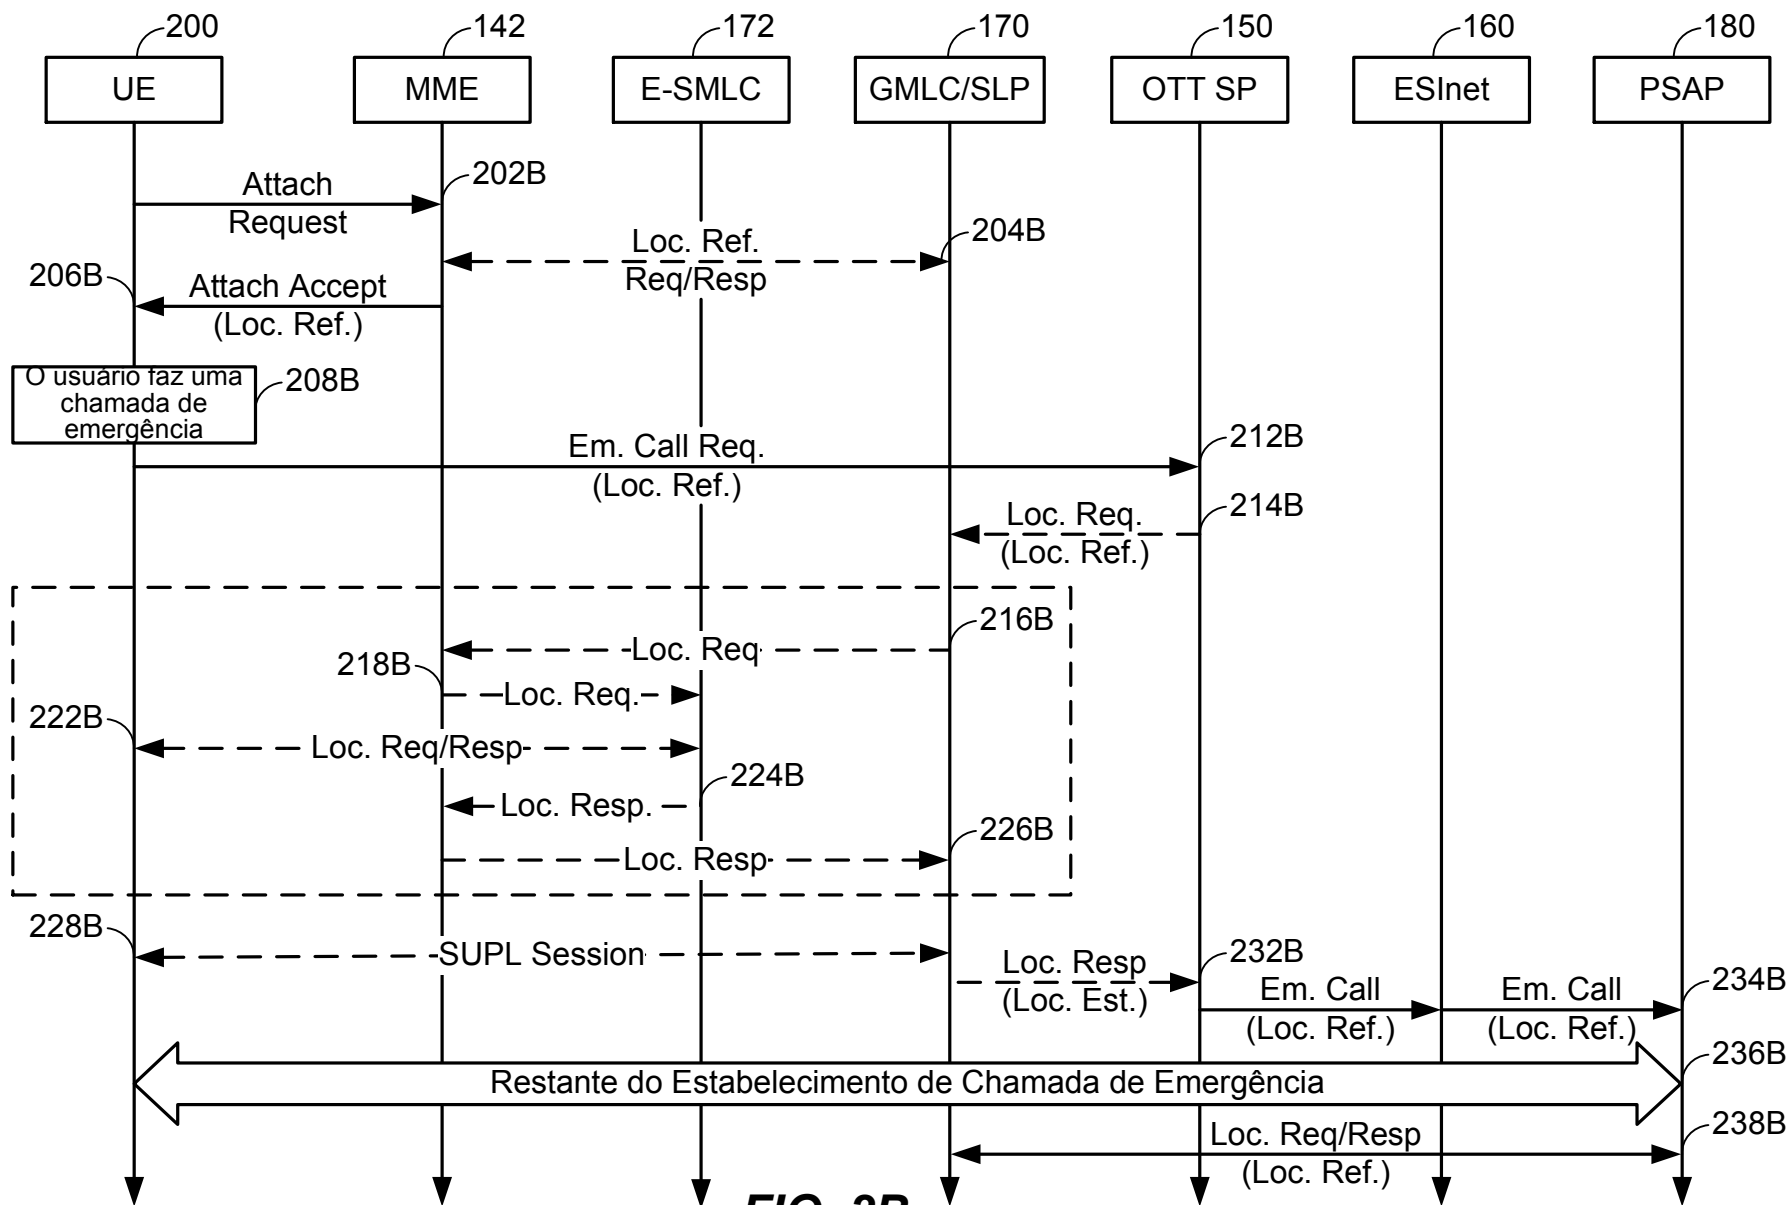 200
142
172
170
150
160
180
UE
MME
E-SMLC
GMLC/SLP
OTT SP
ESInet
PSAP
Attach
Request
202B
Loc. Ref.
Req/Resp
204B
206B
Attach Accept
(Loc. Ref.)
O usuário faz uma
chamada de
emergência
208B
Em. Call Req.
(Loc. Ref.)
212B
Loc. Req.
(Loc. Ref.)
214B
Loc. Req
216B
218B
Loc. Req.
222B
Loc. Req/Resp
224B
Loc. Resp.
226B
Loc. Resp
228B
SUPL Session
Loc. Resp
(Loc. Est.)
232B
Em. Call
(Loc. Ref.)
Em. Call
(Loc. Ref.)
234B
236B
Restante do Estabelecimento de Chamada de Emergência
238B
Loc. Req/Resp
(Loc. Ref.)